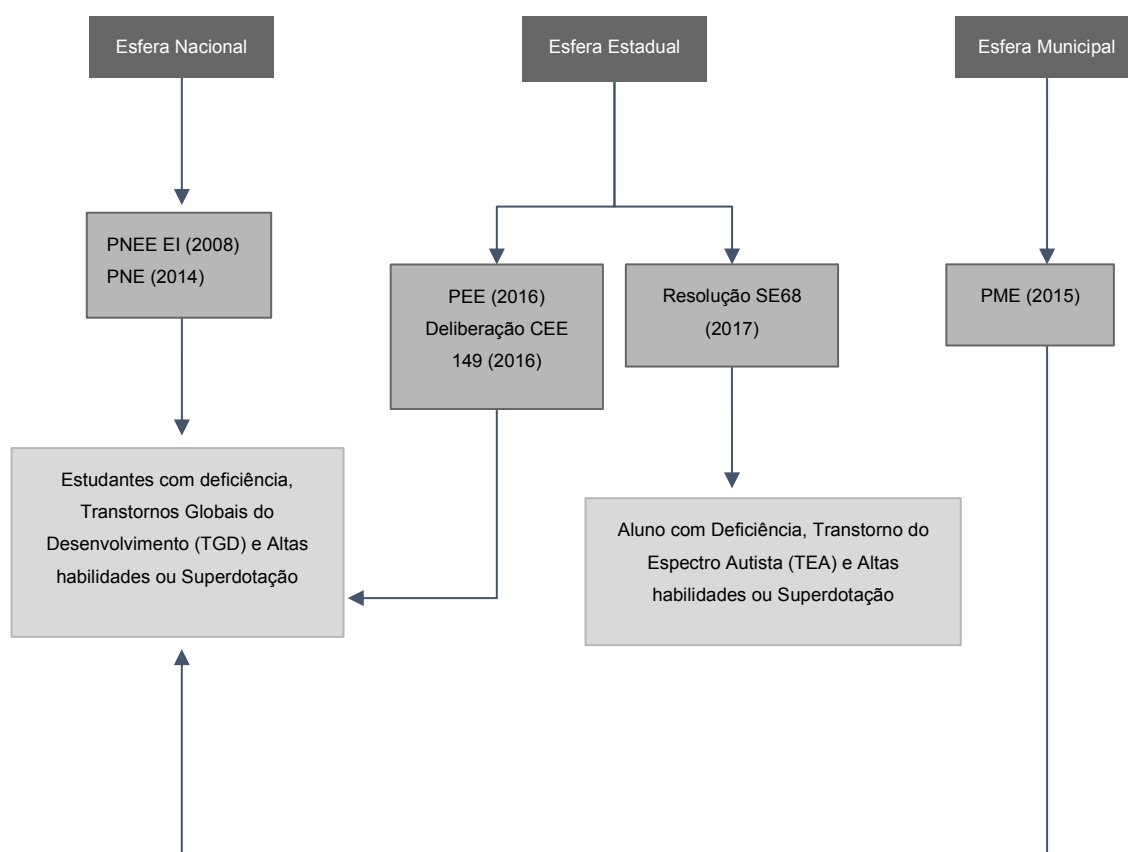 Esfera Nacional
Esfera Estadual
Esfera Municipal
PNEE EI (2008)
PNE (2014)
PEE (2016)
Deliberação CEE
149 (2016)
Resolução SE68
(2017)
PME (2015)
Estudantes com deficiência,
Transtornos Globais do
Desenvolvimento (TGD) e Altas
habilidades ou Superdotação
Aluno com Deficiência, Transtorno do
Espectro Autista (TEA) e Altas
habilidades ou Superdotação